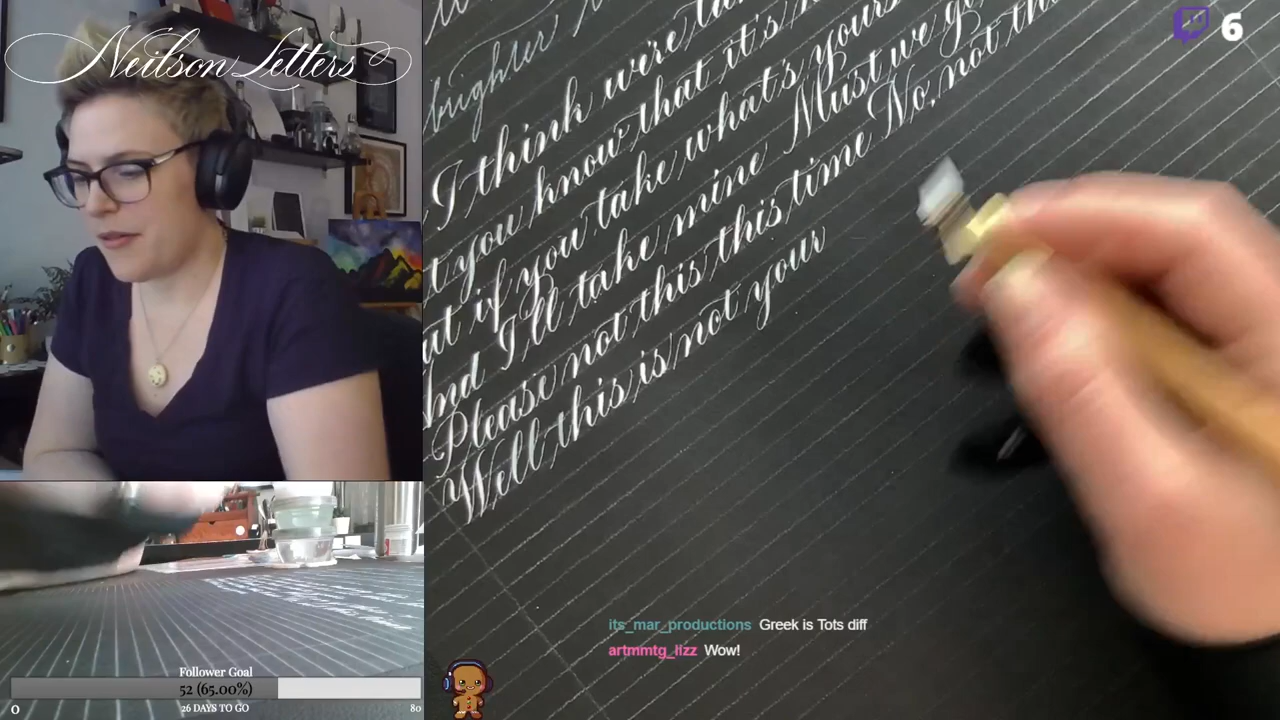 Neilson Letters
6
brighter
I think we're
t you know that it's
at if you take what's yours
And I'll take mine Must we go
Please not this this time No, not th
Well this is not your
its_mar_productions Greek is Tots diff
artmmtg_lizz Wow!
Follower Goal
52 (65.00%)
0 26 DAYS TO GO 80